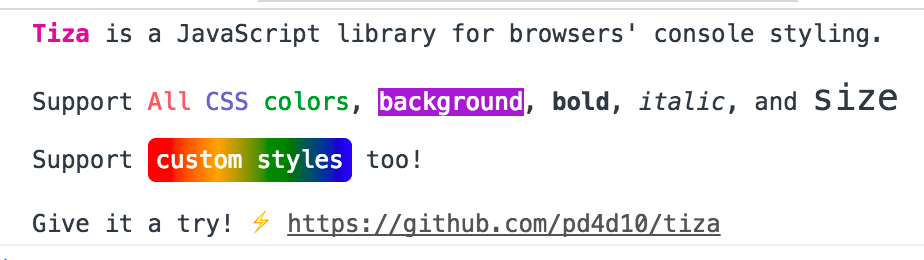 Tiza is a JavaScript library for browsers' console styling.
Support All CSS colors, background, bold, italic, and size
Support custom styles too!
Give it a try! ⚡ https://github.com/pd4d10/tiza